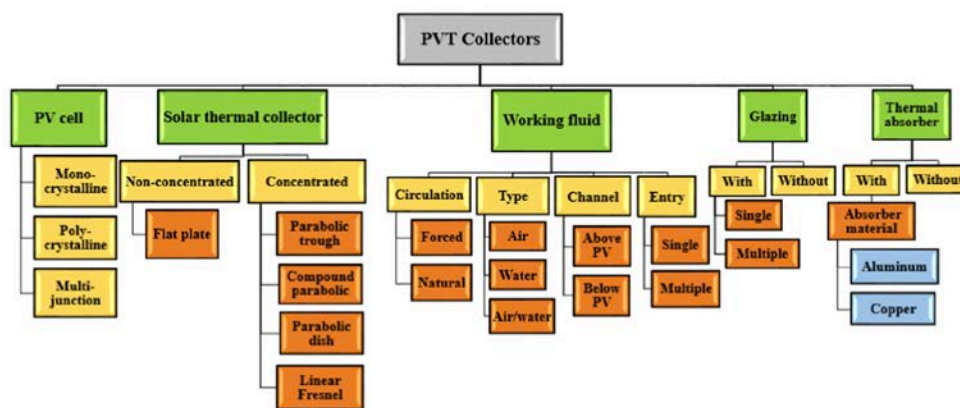 PVT Collectors
PV cell
Solar thermal collector
Working fluid
Glazing
Thermal
absorber
Mono-
crystalline
Poly-
crystalline
Multi-
junction
Non-concentrated
Concentrated
Flat plate
Parabolic
trough
Compound
parabolic
Parabolic
dish
Linear
Fresnel
Circulation
Type
Channel
Entry
Forced
Natural
Air
Water
Air/water
Above
PV
Below
PV
Single
Multiple
With
Without
Single
Multiple
With
Without
Absorber
material
Aluminum
Copper